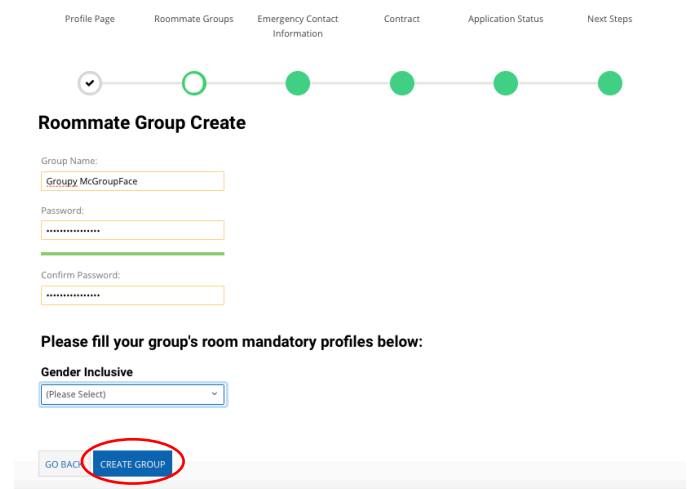 Profile Page Roommate Groups Emergency Contact Contract Application Status Next Steps
Information
Roommate Group Create
Group Name:
Groupy McGroupFace
Password:
••••••••••••••••
Confirm Password:
••••••••••••••••
Please fill your group's room mandatory profiles below:
Gender Inclusive
(Please Select)
GO BACK CREATE GROUP